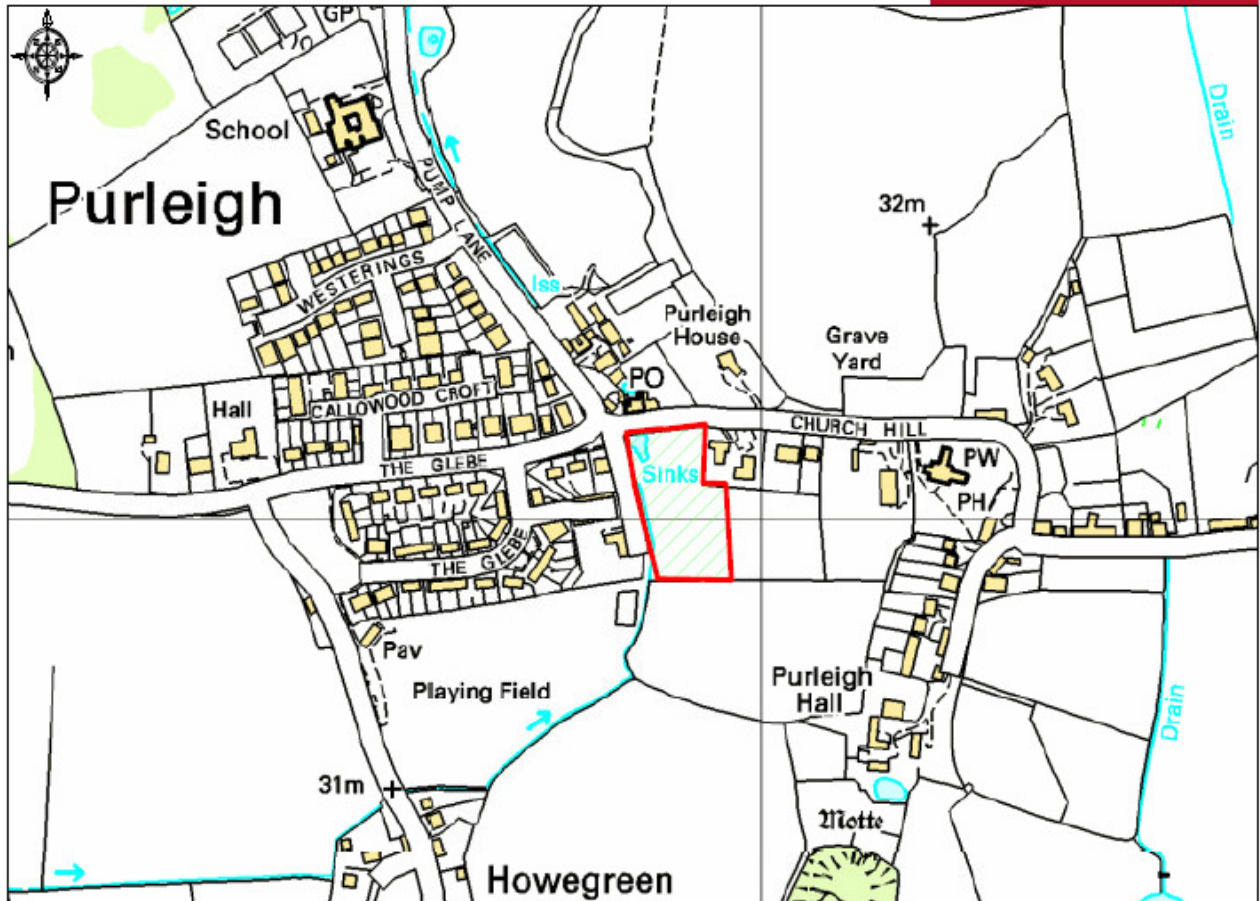 GP
School
Purleigh
PUMP LANE
Drain
32m
WESTERINGS
Iss
Purleigh
House
Grave
Yard
PO
Hall
CALLOWOOD CROFT
CHURCH HILL
THE GLEBE
Sinks
PW
PH
THE GLEBE
Pav
Playing Field
Purleigh
Hall
Drain
31m
Motte
Howegreen